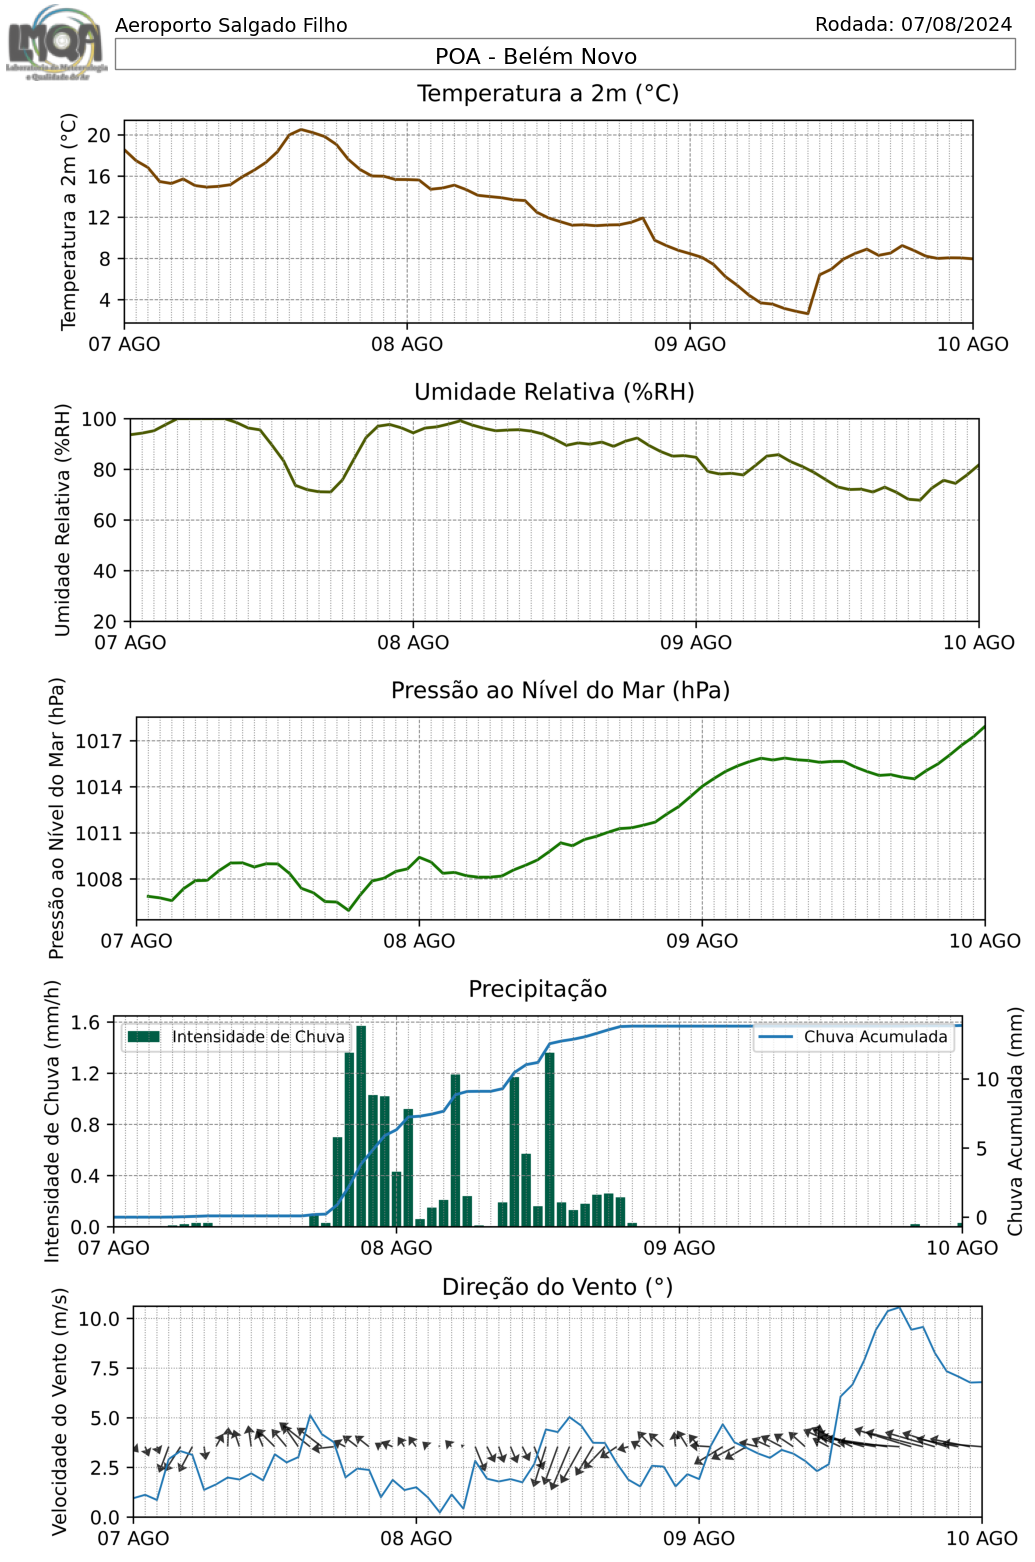 LMQA
Laboratório de Meteorologia
e Qualidade do Ar
Aeroporto Salgado Filho
Rodada: 07/08/2024
POA - Belém Novo
Temperatura a 2m (°C)
Temperatura a 2m (°C)
20
16
12
8
4
07 AGO 08 AGO 09 AGO 10 AGO
Umidade Relativa (%RH)
Umidade Relativa (%RH)
100
80
60
40
20
07 AGO 08 AGO 09 AGO 10 AGO
Pressão ao Nível do Mar (hPa)
Pressão ao Nível do Mar (hPa)
1017
1014
1011
1008
07 AGO 08 AGO 09 AGO 10 AGO
Precipitação
Intensidade de Chuva (mm/h)
1.6
1.2
0.8
0.4
0.0
Intensidade de Chuva
Chuva Acumulada
10
5
0
Chuva Acumulada (mm)
07 AGO 08 AGO 09 AGO 10 AGO
Direção do Vento (°)
Velocidade do Vento (m/s)
10.0
7.5
5.0
2.5
0.0
07 AGO 08 AGO 09 AGO 10 AGO